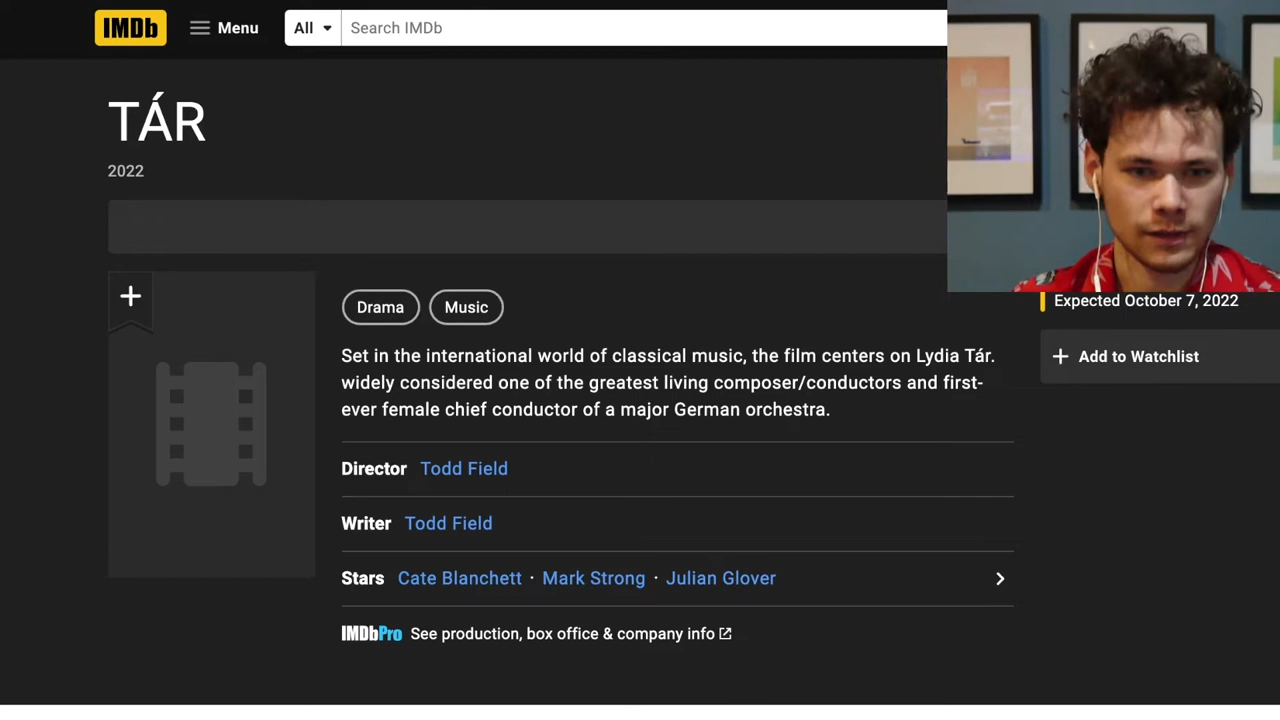 IMDb Menu All Search IMDb
TÁR
2022
Drama Music
Set in the international world of classical music, the film centers on Lydia Tár.
widely considered one of the greatest living composer/conductors and first-
ever female chief conductor of a major German orchestra.
Director Todd Field
Writer Todd Field
Stars Cate Blanchett · Mark Strong · Julian Glover
IMDbPro See production, box office & company info
Expected October 7, 2022
Add to Watchlist